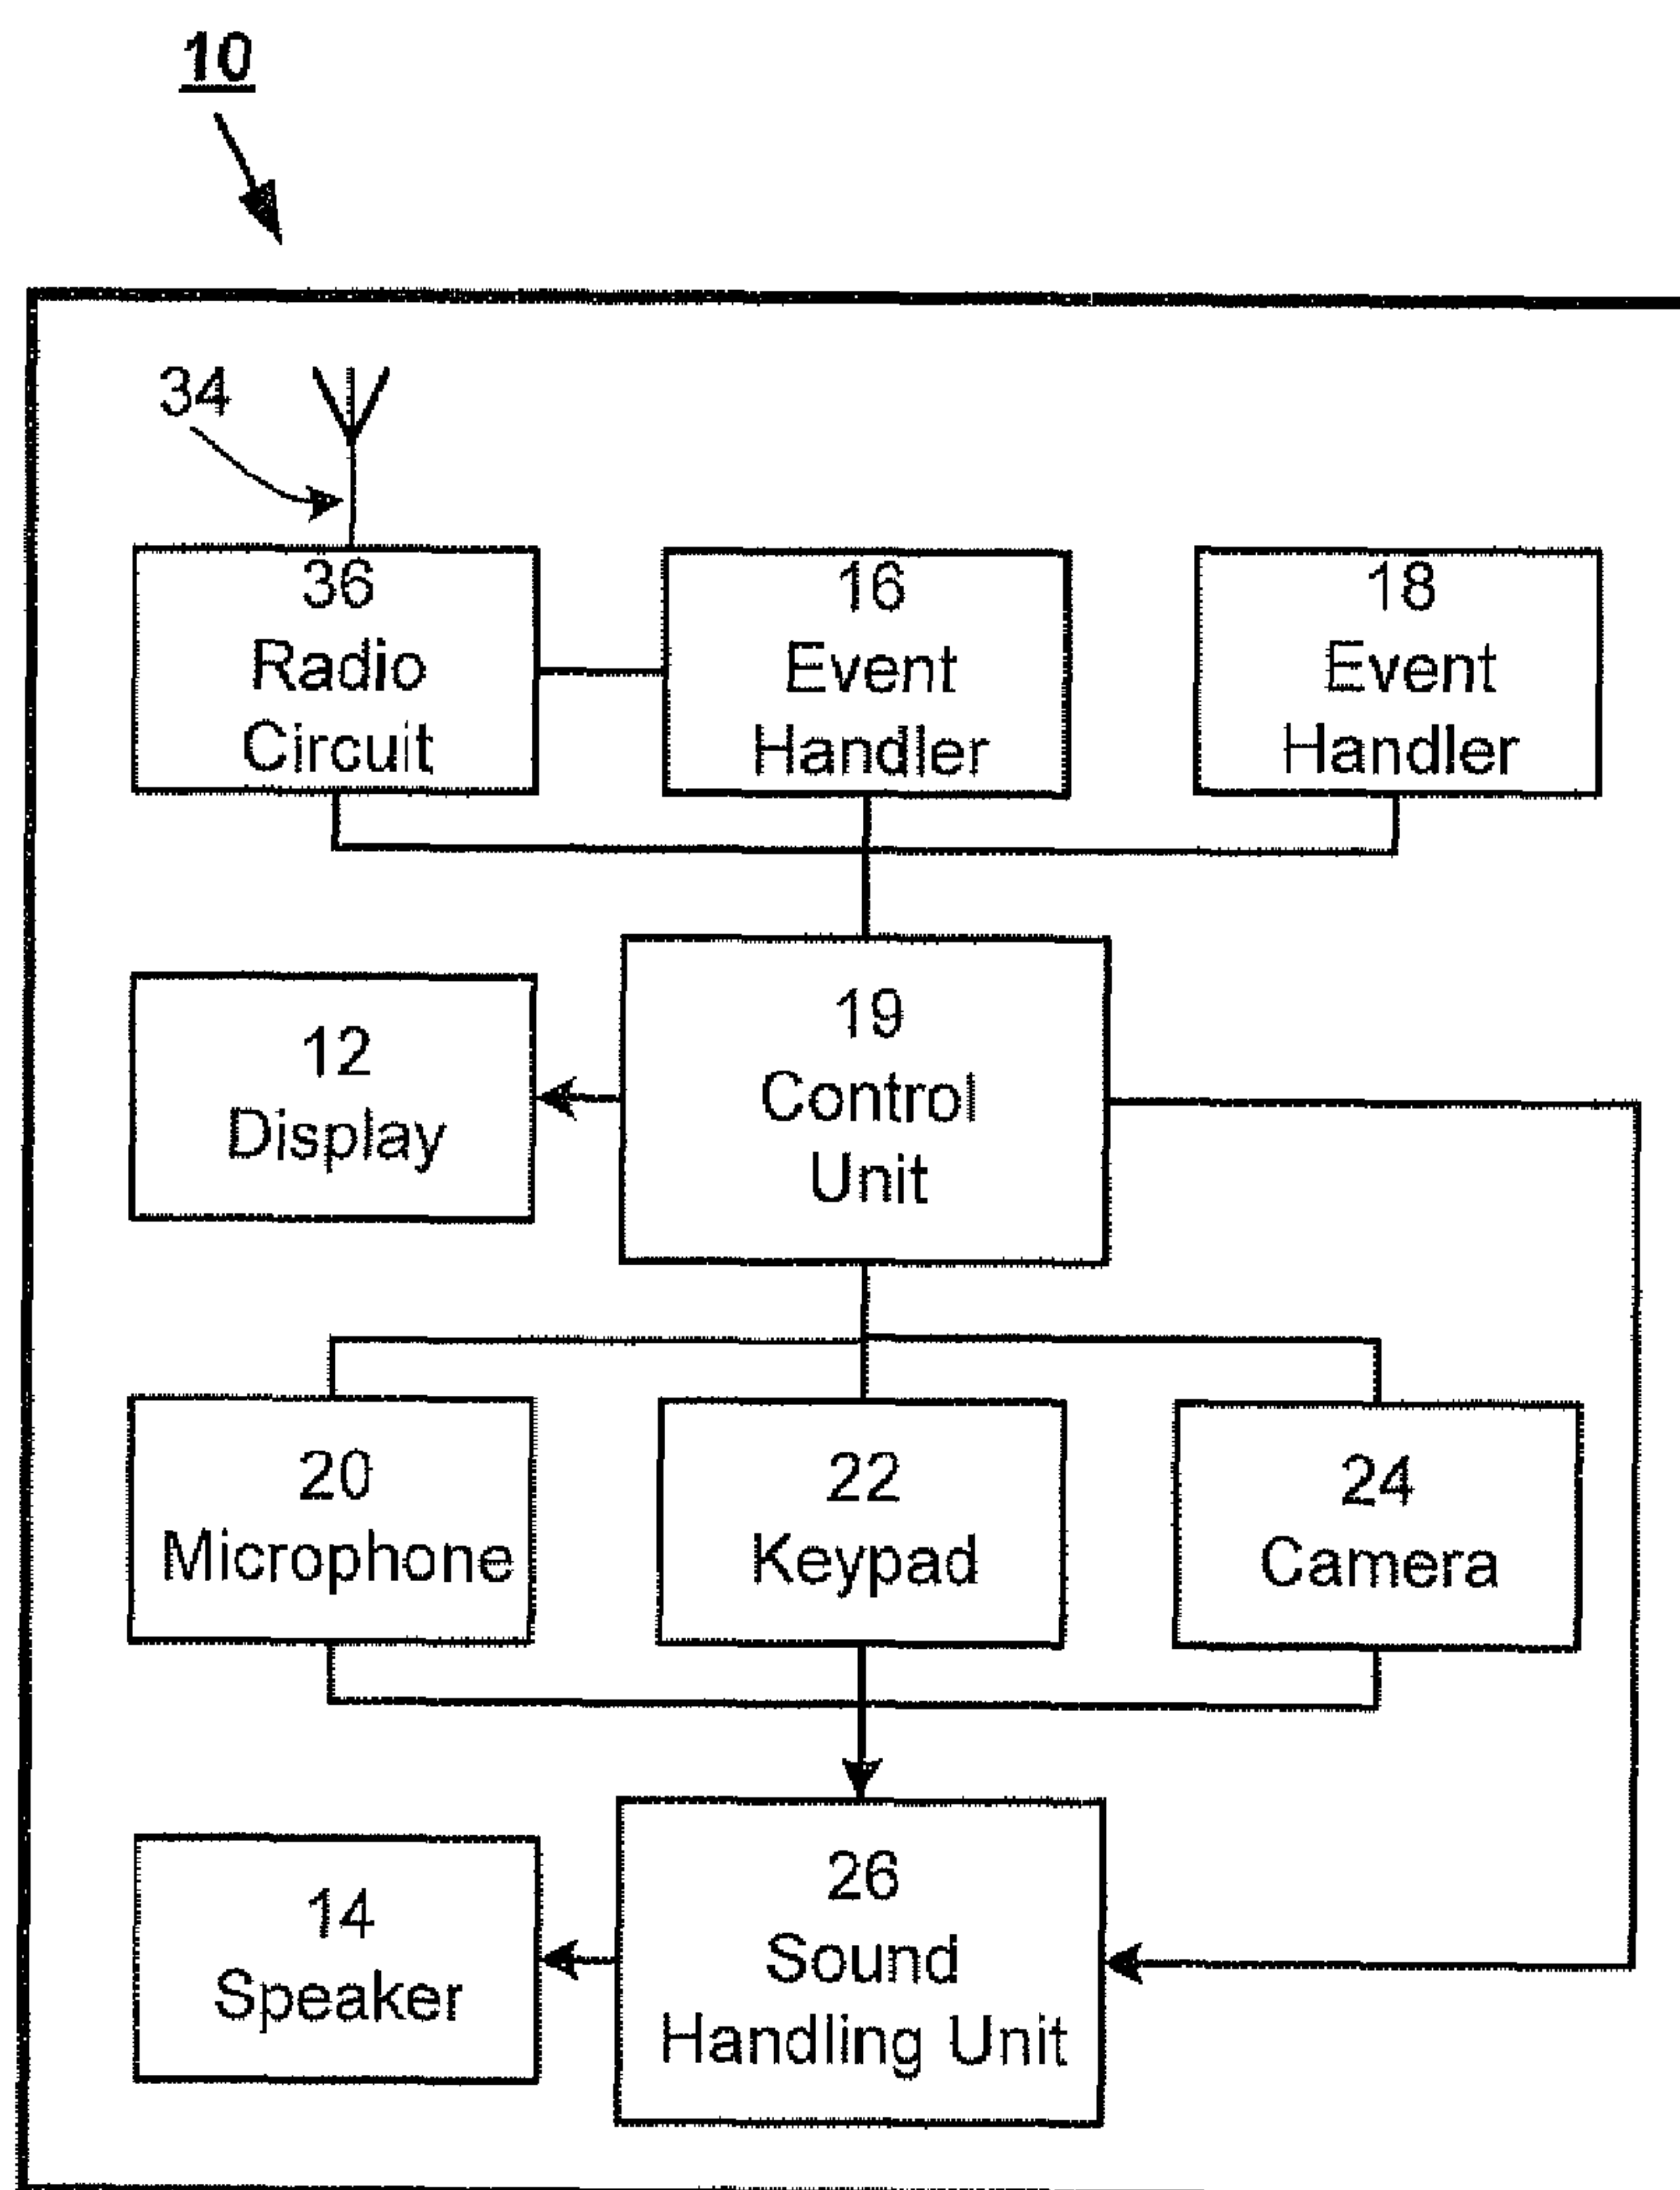 10
34
36
Radio
Circuit
16
Event
Handler
18
Event
Handler
19
Control
Unit
12
Display
20
Microphone
22
Keypad
24
Camera
26
Sound
Handling Unit
14
Speaker